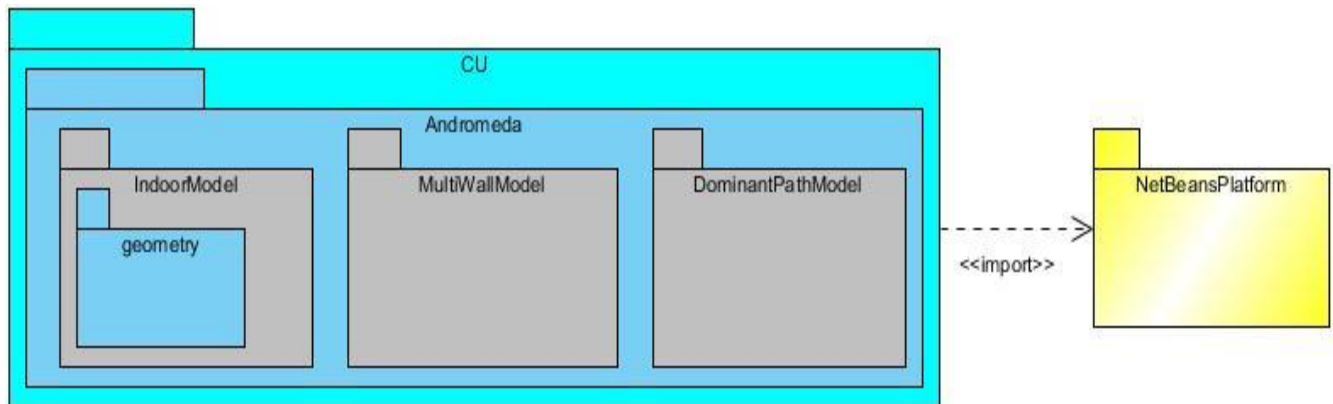 CU
Andromeda
IndoorModel
MultiWallModel
DominantPathModel
NetBeansPlatform
geometry
<<import>>